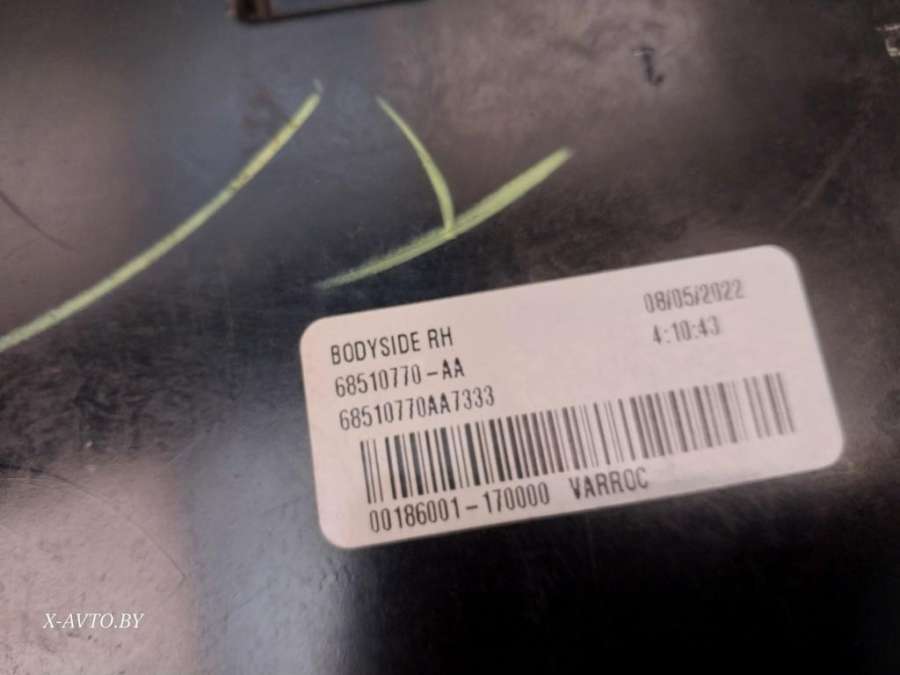 08/05/2022
BODYSIDE RH
4:10:43
68510770-AA
68510770AA7333
00186001-170000 VARROC
X-AVTO.BY